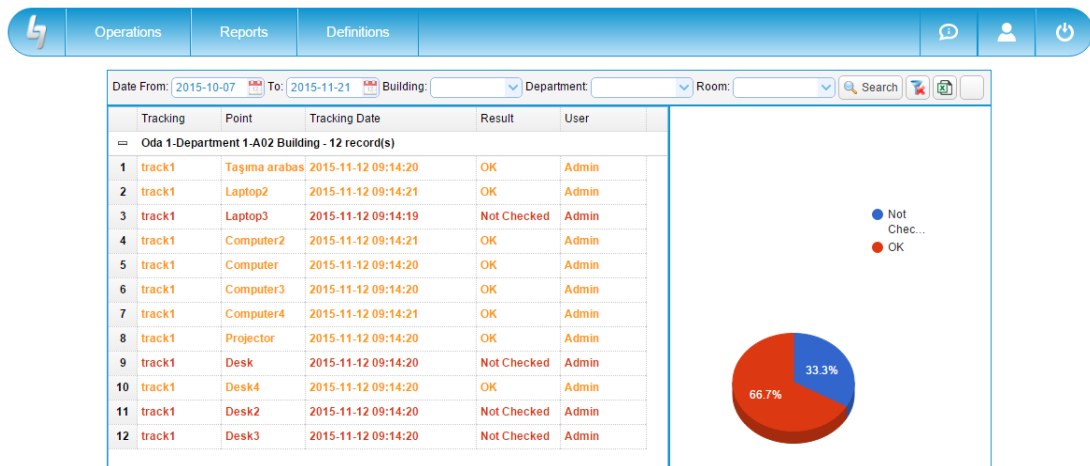 Operations Reports Definitions
Date From: 2015-10-07 To: 2015-11-21 Building: Department: Room: Search
Tracking Point Tracking Date Result User
Oda 1-Department 1-A02 Building - 12 record(s)
1 track1 Taşıma arabas 2015-11-12 09:14:20 OK Admin
2 track1 Laptop2 2015-11-12 09:14:21 OK Admin
3 track1 Laptop3 2015-11-12 09:14:19 Not Checked Admin
4 track1 Computer2 2015-11-12 09:14:21 OK Admin
5 track1 Computer 2015-11-12 09:14:20 OK Admin
6 track1 Computer3 2015-11-12 09:14:20 OK Admin
7 track1 Computer4 2015-11-12 09:14:21 OK Admin
8 track1 Projector 2015-11-12 09:14:20 OK Admin
9 track1 Desk 2015-11-12 09:14:20 Not Checked Admin
10 track1 Desk4 2015-11-12 09:14:20 OK Admin
11 track1 Desk2 2015-11-12 09:14:20 Not Checked Admin
12 track1 Desk3 2015-11-12 09:14:20 Not Checked Admin
Not
Chec...
OK
33.3%
66.7%